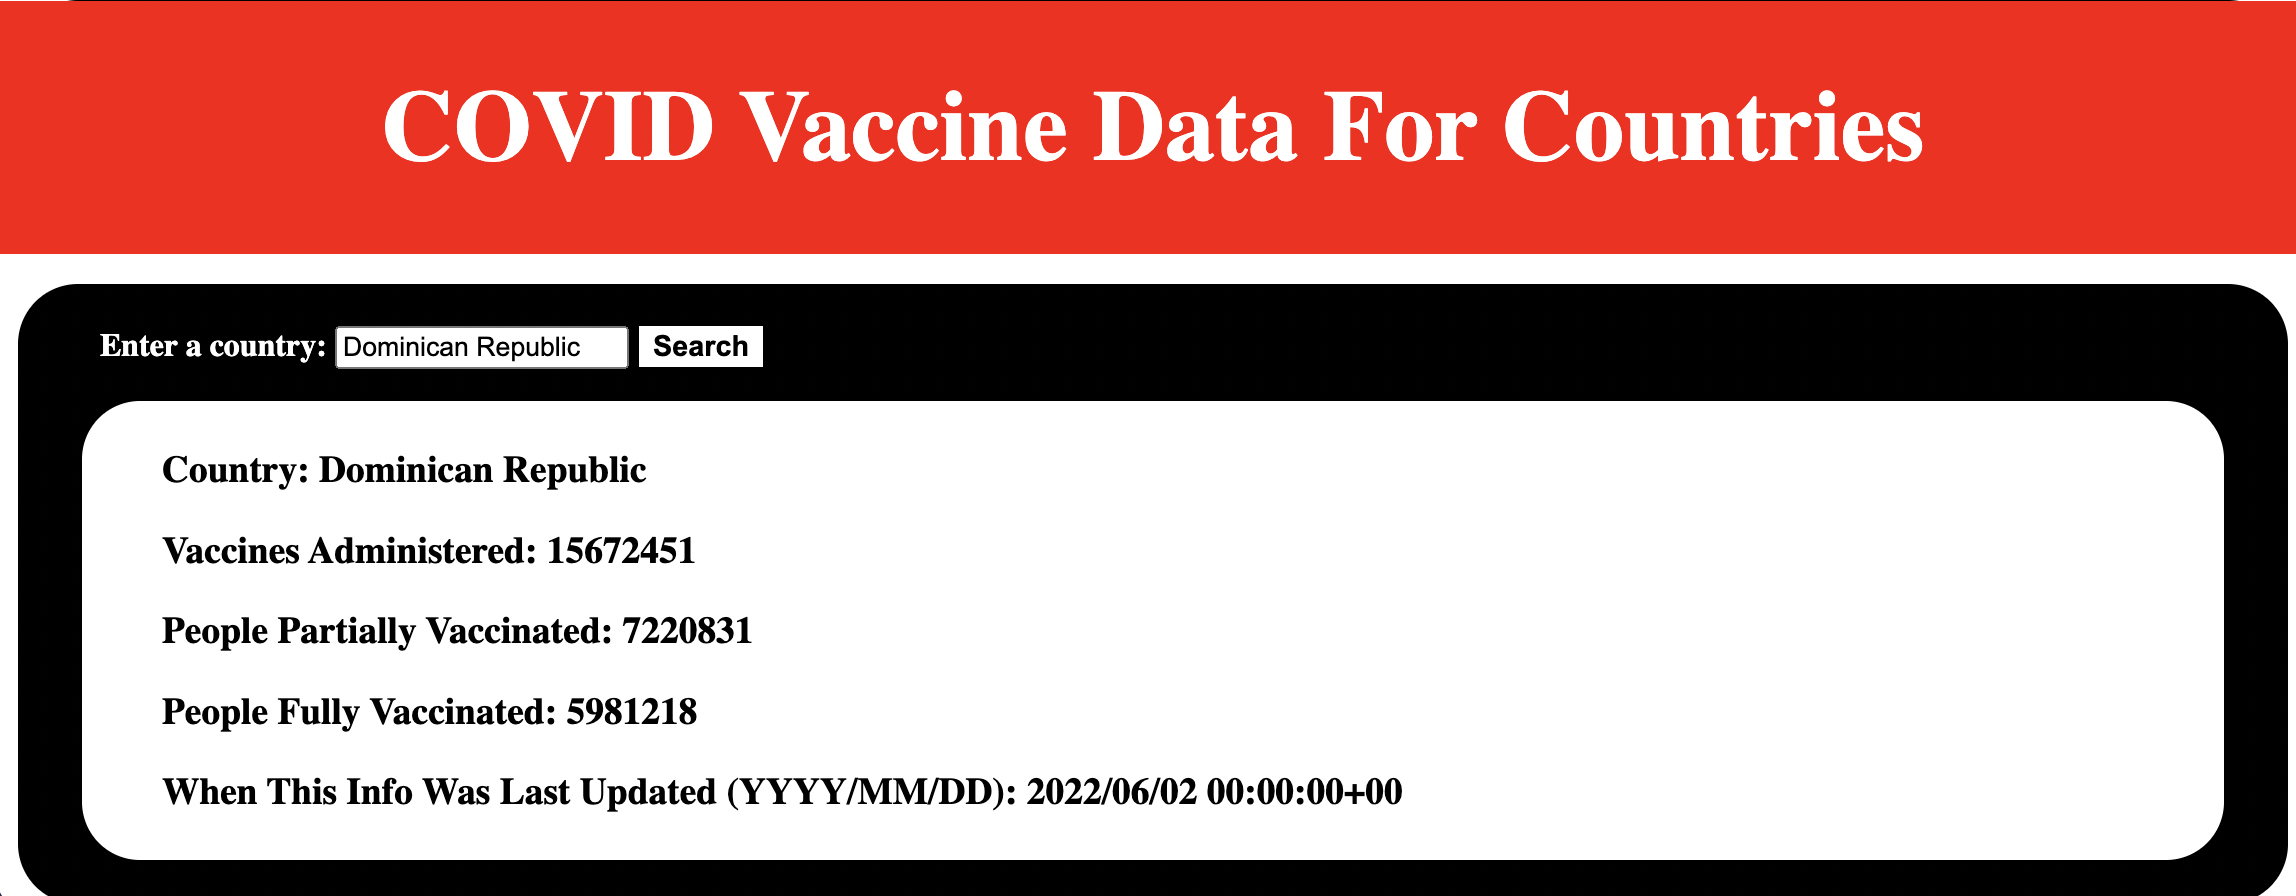 COVID Vaccine Data For Countries
Enter a country: Dominican Republic Search
Country: Dominican Republic
Vaccines Administered: 15672451
People Partially Vaccinated: 7220831
People Fully Vaccinated: 5981218
When This Info Was Last Updated (YYYY/MM/DD): 2022/06/02 00:00:00+00